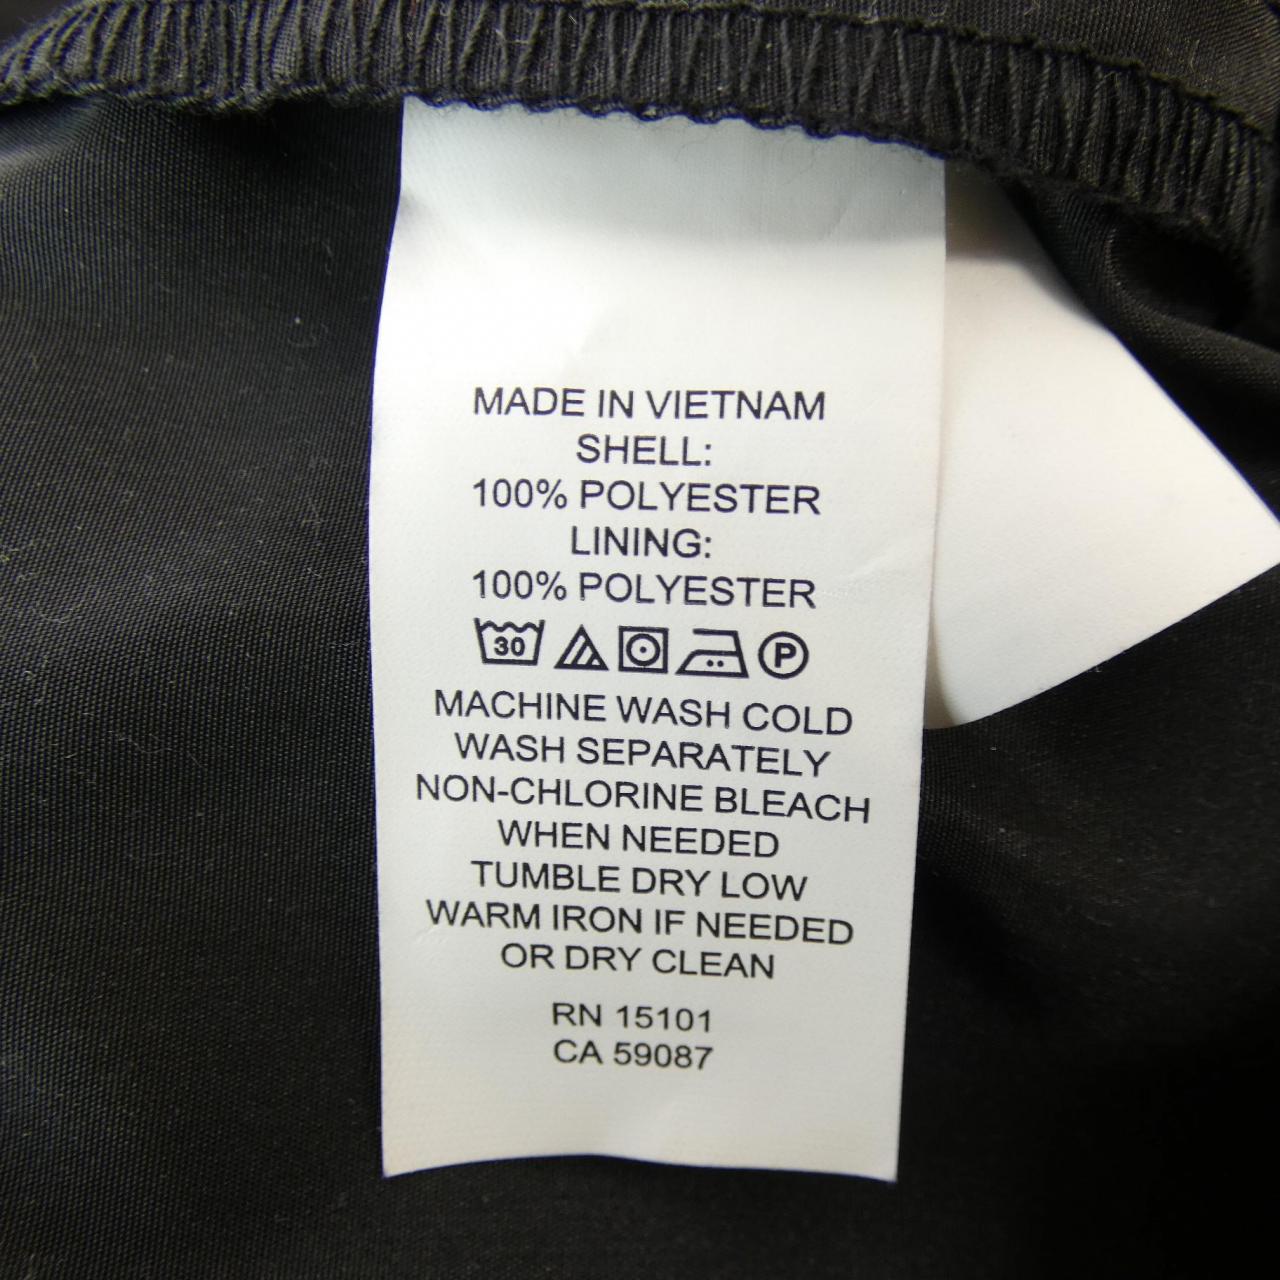 MADE IN VIETNAM
SHELL:
100% POLYESTER
LINING:
100% POLYESTER
30 P
MACHINE WASH COLD
WASH SEPARATELY
NON-CHLORINE BLEACH
WHEN NEEDED
TUMBLE DRY LOW
WARM IRON IF NEEDED
OR DRY CLEAN
RN 15101
CA 59087